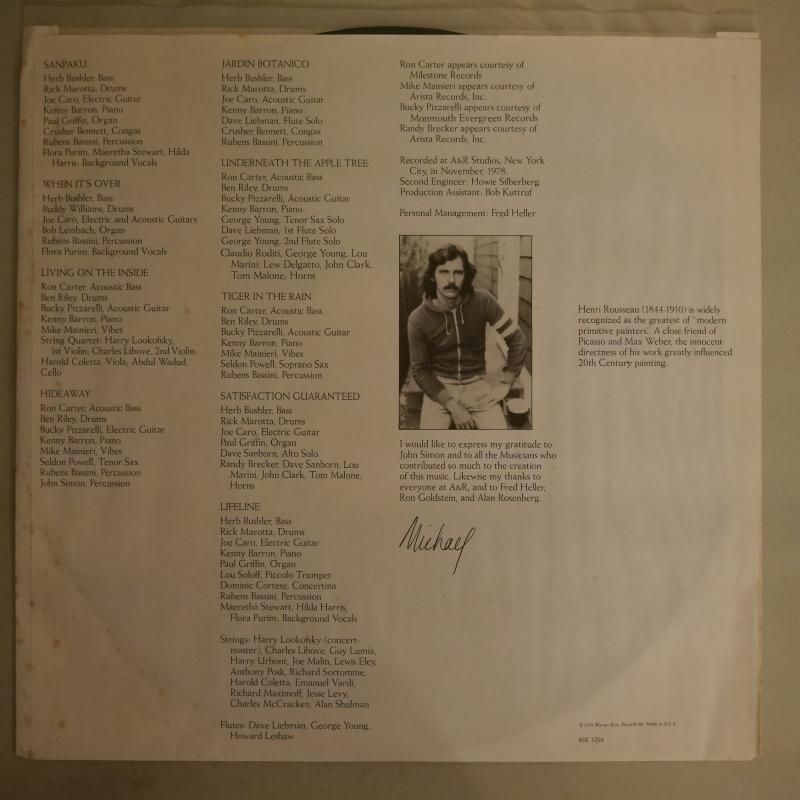 SANPAKU
Herb Bushler, Bass
Rick Marotta, Drums
Joe Caro, Electric Guitar
Kenny Barron, Piano
Paul Griffin, Organ
Crusher Bennett, Congas
Rubens Bassini, Percussion
Flora Purim, Maeretha Stewart, Hilda
Harris; Background Vocals
WHEN IT'S OVER
Herb Bushler, Bass
Buddy Williams, Drums
Joe Caro, Electric and Acoustic Guitars
Bob Leinbach, Organ
Rubens Bassini, Percussion
Flora Purim, Background Vocals
LIVING ON THE INSIDE
Ron Carter, Acoustic Bass
Ben Riley, Drums
Bucky Pizzarelli, Acoustic Guitar
Kenny Barron, Piano
Mike Mainieri, Vibes
String Quartet: Harry Lookofsky,
1st Violin; Charles Libove, 2nd Violin;
Harold Coletta, Viola; Abdul Wadud,
Cello
HIDEAWAY
Ron Carter, Acoustic Bass
Ben Riley, Drums
Bucky Pizzarelli, Electric Guitar
Kenny Barron, Piano
Mike Mainieri, Vibes
Seldon Powell, Tenor Sax
Rubens Bassini, Percussion
John Simon, Percussion
JARDIN BOTANICO
Herb Bushler, Bass
Rick Marotta, Drums
Joe Caro, Acoustic Guitar
Kenny Barron, Piano
Dave Liebman, Flute Solo
Crusher Bennett, Congas
Rubens Bassini, Percussion
UNDERNEATH THE APPLE TREE
Ron Carter, Acoustic Bass
Ben Riley, Drums
Bucky Pizzarelli, Acoustic Guitar
Kenny Barron, Piano
George Young, Tenor Sax Solo
Dave Liebman, 1st Flute Solo
George Young, 2nd Flute Solo
Claudio Roditi, George Young, Lou
Marini, Lew Delgatto, John Clark,
Tom Malone; Horns
TIGER IN THE RAIN
Ron Carter, Acoustic Bass
Ben Riley, Drums
Bucky Pizzarelli, Acoustic Guitar
Kenny Barron, Piano
Mike Mainieri, Vibes
Seldon Powell, Soprano Sax
Rubens Bassini, Percussion
SATISFACTION GUARANTEED
Herb Bushler, Bass
Rick Marotta, Drums
Joe Caro, Electric Guitar
Paul Griffin, Organ
Dave Sanborn, Alto Solo
Randy Brecker, Dave Sanborn, Lou
Marini, John Clark, Tom Malone;
Horns
LIFELINE
Herb Bushler, Bass
Rick Marotta, Drums
Joe Caro, Electric Guitar
Kenny Barron, Piano
Paul Griffin, Organ
Lou Soloff, Piccolo Trumpet
Dominic Cortese, Concertina
Rubens Bassini, Percussion
Maeretha Stewart, Hilda Harris,
Flora Purim; Background Vocals
Strings: Harry Lookofsky (concert-
master), Charles Libove, Guy Lumia,
Harry Urbont, Joe Malin, Lewis Eley,
Anthony Posk, Richard Sortomme,
Harold Coletta, Emanuel Vardi,
Richard Maximoff, Jesse Levy,
Charles McCracken, Alan Shulman
Flutes: Dave Liebman, George Young,
Howard Leshaw
Ron Carter appears courtesy of
Milestone Records
Mike Mainieri appears courtesy of
Arista Records, Inc.
Bucky Pizzarelli appears courtesy of
Monmouth Evergreen Records
Randy Brecker appears courtesy of
Arista Records, Inc.
Recorded at A&R Studios, New York
City, in November, 1978.
Second Engineer: Howie Silberberg
Production Assistant: Bob Kuttruf
Personal Management: Fred Heller
I would like to express my gratitude to
John Simon and to all the Musicians who
contributed so much to the creation
of this music. Likewise my thanks to
everyone at A&R, and to Fred Heller,
Ron Goldstein, and Alan Rosenberg.
Michael
Henri Rousseau (1844-1910) is widely
recognized as the greatest of "modern
primitive painters." A close friend of
Picasso and Max Weber, the innocent
directness of his work greatly influenced
20th Century painting.
© 1979 Warner Bros. Records Inc. Made in U.S.A.
BSK 3294